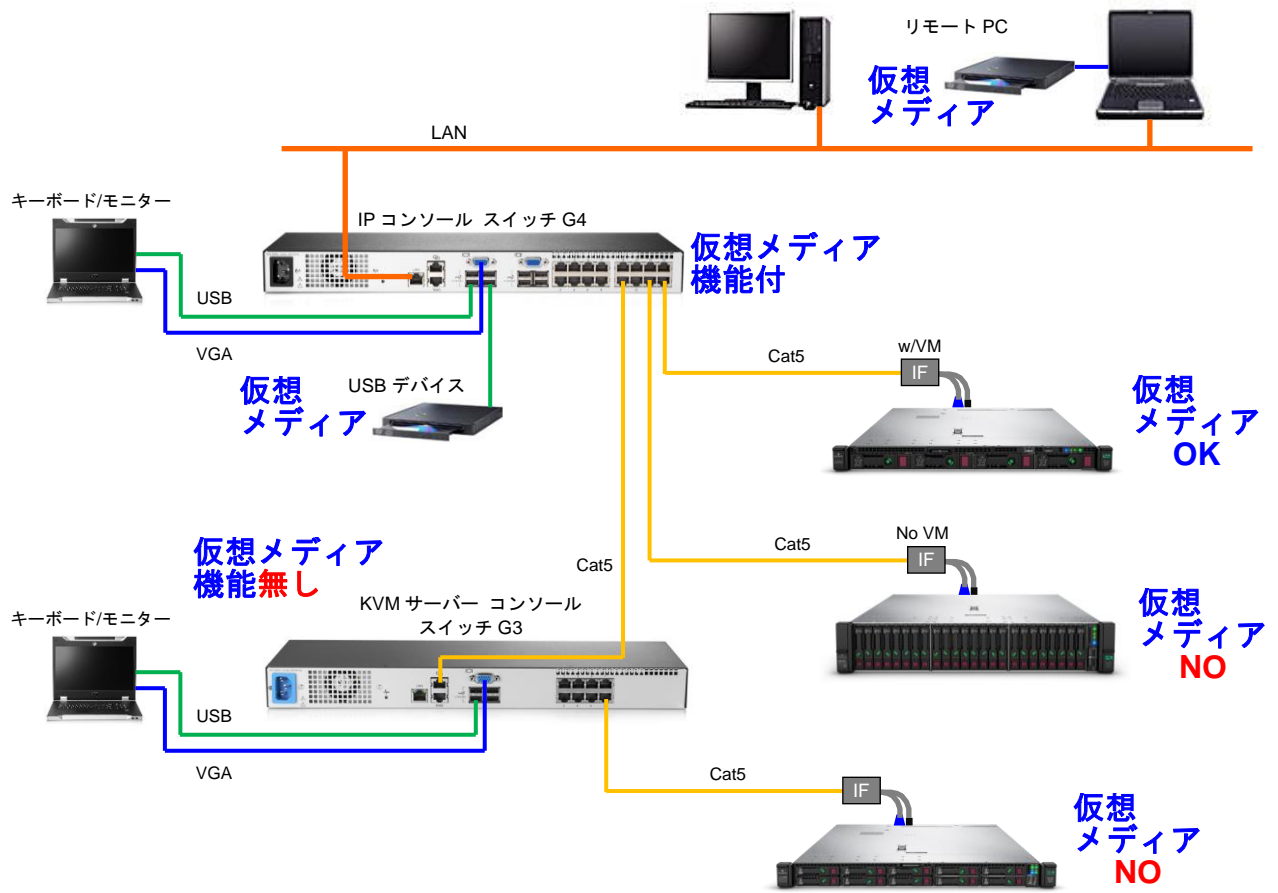 リモート PC
仮想
メディア
LAN
キーボード/モニター
IP コンソール スイッチ G4
仮想メディア
機能付
USB
VGA
仮想
メディア
USB デバイス
Cat5
w/VM
IF
仮想
メディア
OK
仮想メディア
機能無し
Cat5
Cat5
No VM
IF
仮想
メディア
NO
キーボード/モニター
KVM サーバー コンソール
スイッチ G3
USB
VGA
Cat5
IF
仮想
メディア
NO